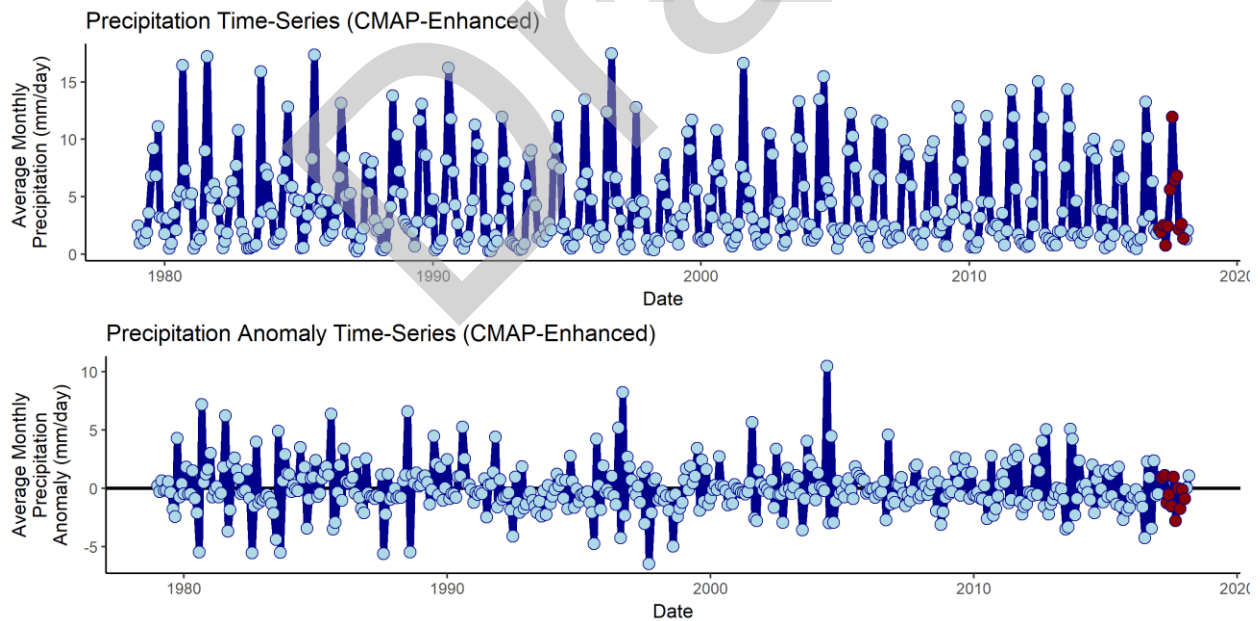 Precipitation Time-Series (CMAP-Enhanced)
Average Monthly
Precipitation (mm/day)
15
10
5
0
1980
1990
2000
2010
2020
Date
Precipitation Anomaly Time-Series (CMAP-Enhanced)
Average Monthly
Precipitation
Anomaly (mm/day)
10
5
0
-5
1980
1990
2000
2010
2020
Date